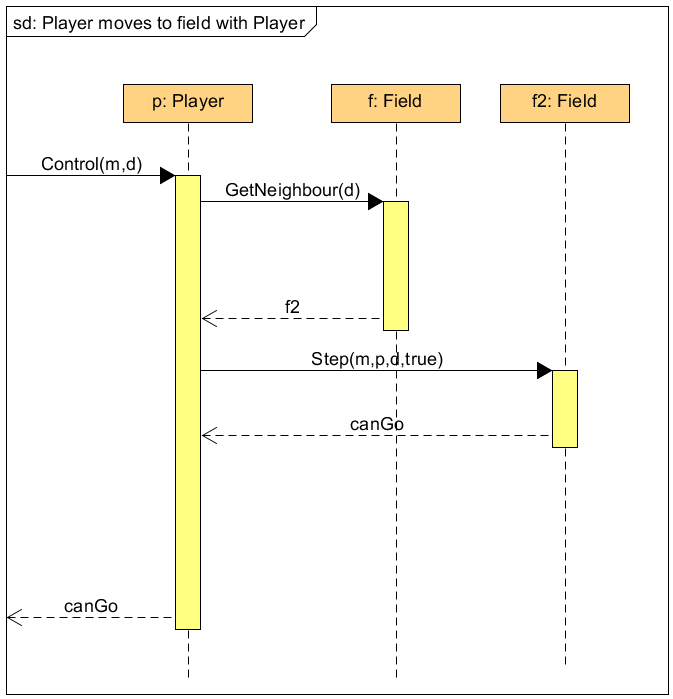 sd: Player moves to field with Player
p: Player
f: Field
f2: Field
Control(m,d)
GetNeighbour(d)
f2
Step(m,p,d,true)
canGo
canGo